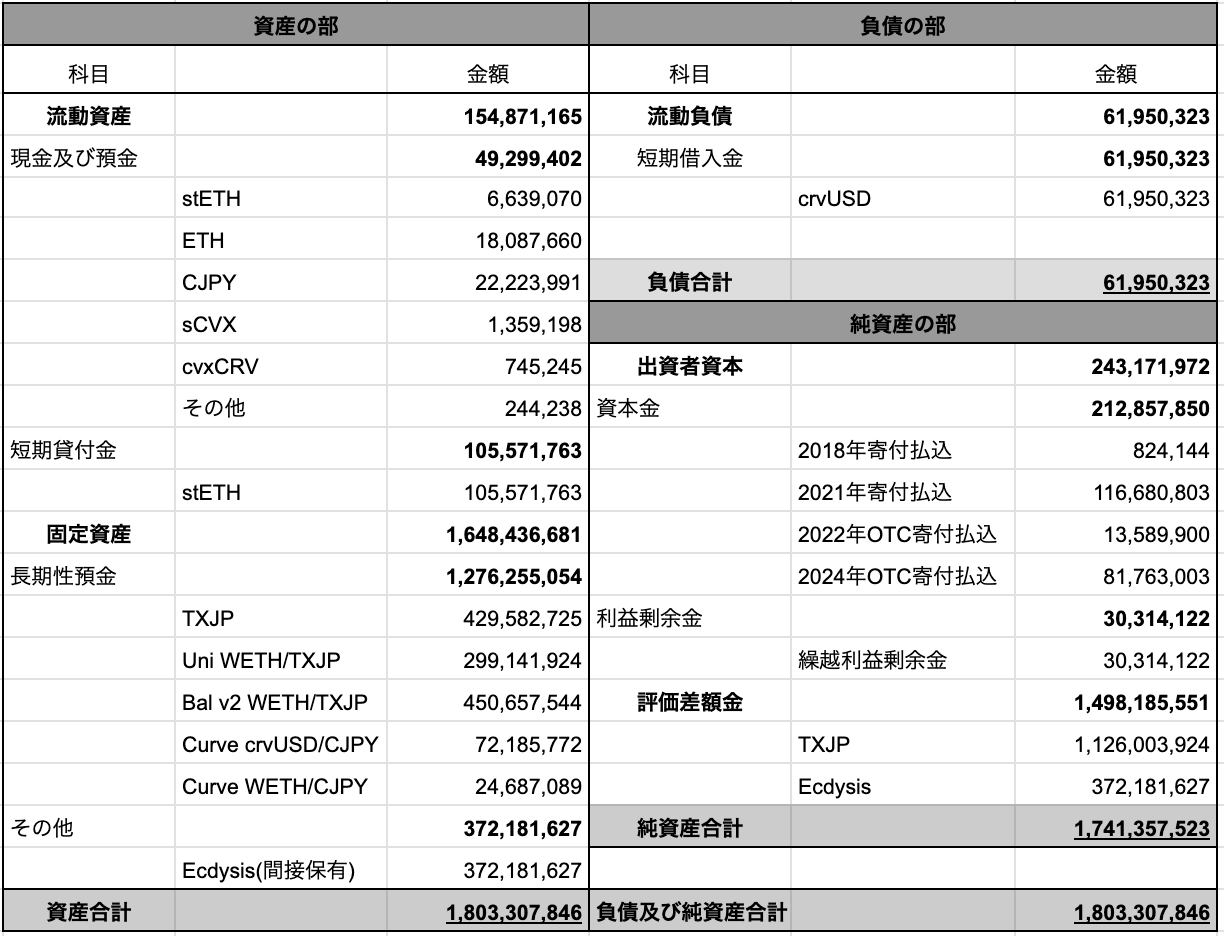 資産の部 負債の部
科目 金額 科目 金額
流動資産 154,871,165 流動負債 61,950,323
現金及び預金 49,299,402 短期借入金 61,950,323
stETH 6,639,070 crvUSD 61,950,323
ETH 18,087,660
CJPY 22,223,991 負債合計 61,950,323
sCVX 1,359,198 純資産の部
cvxCRV 745,245 出資者資本 243,171,972
その他 244,238 資本金 212,857,850
短期貸付金 105,571,763 2018年寄付払込 824,144
stETH 105,571,763 2021年寄付払込 116,680,803
固定資産 1,648,436,681 2022年OTC寄付払込 13,589,900
長期性預金 1,276,255,054 2024年OTC寄付払込 81,763,003
TXJP 429,582,725 利益剰余金 30,314,122
Uni WETH/TXJP 299,141,924 繰越利益剰余金 30,314,122
Bal v2 WETH/TXJP 450,657,544 評価差額金 1,498,185,551
Curve crvUSD/CJPY 72,185,772 TXJP 1,126,003,924
Curve WETH/CJPY 24,687,089 Ecdysis 372,181,627
その他 372,181,627 純資産合計 1,741,357,523
Ecdysis(間接保有) 372,181,627
資産合計 1,803,307,846 負債及び純資産合計 1,803,307,846